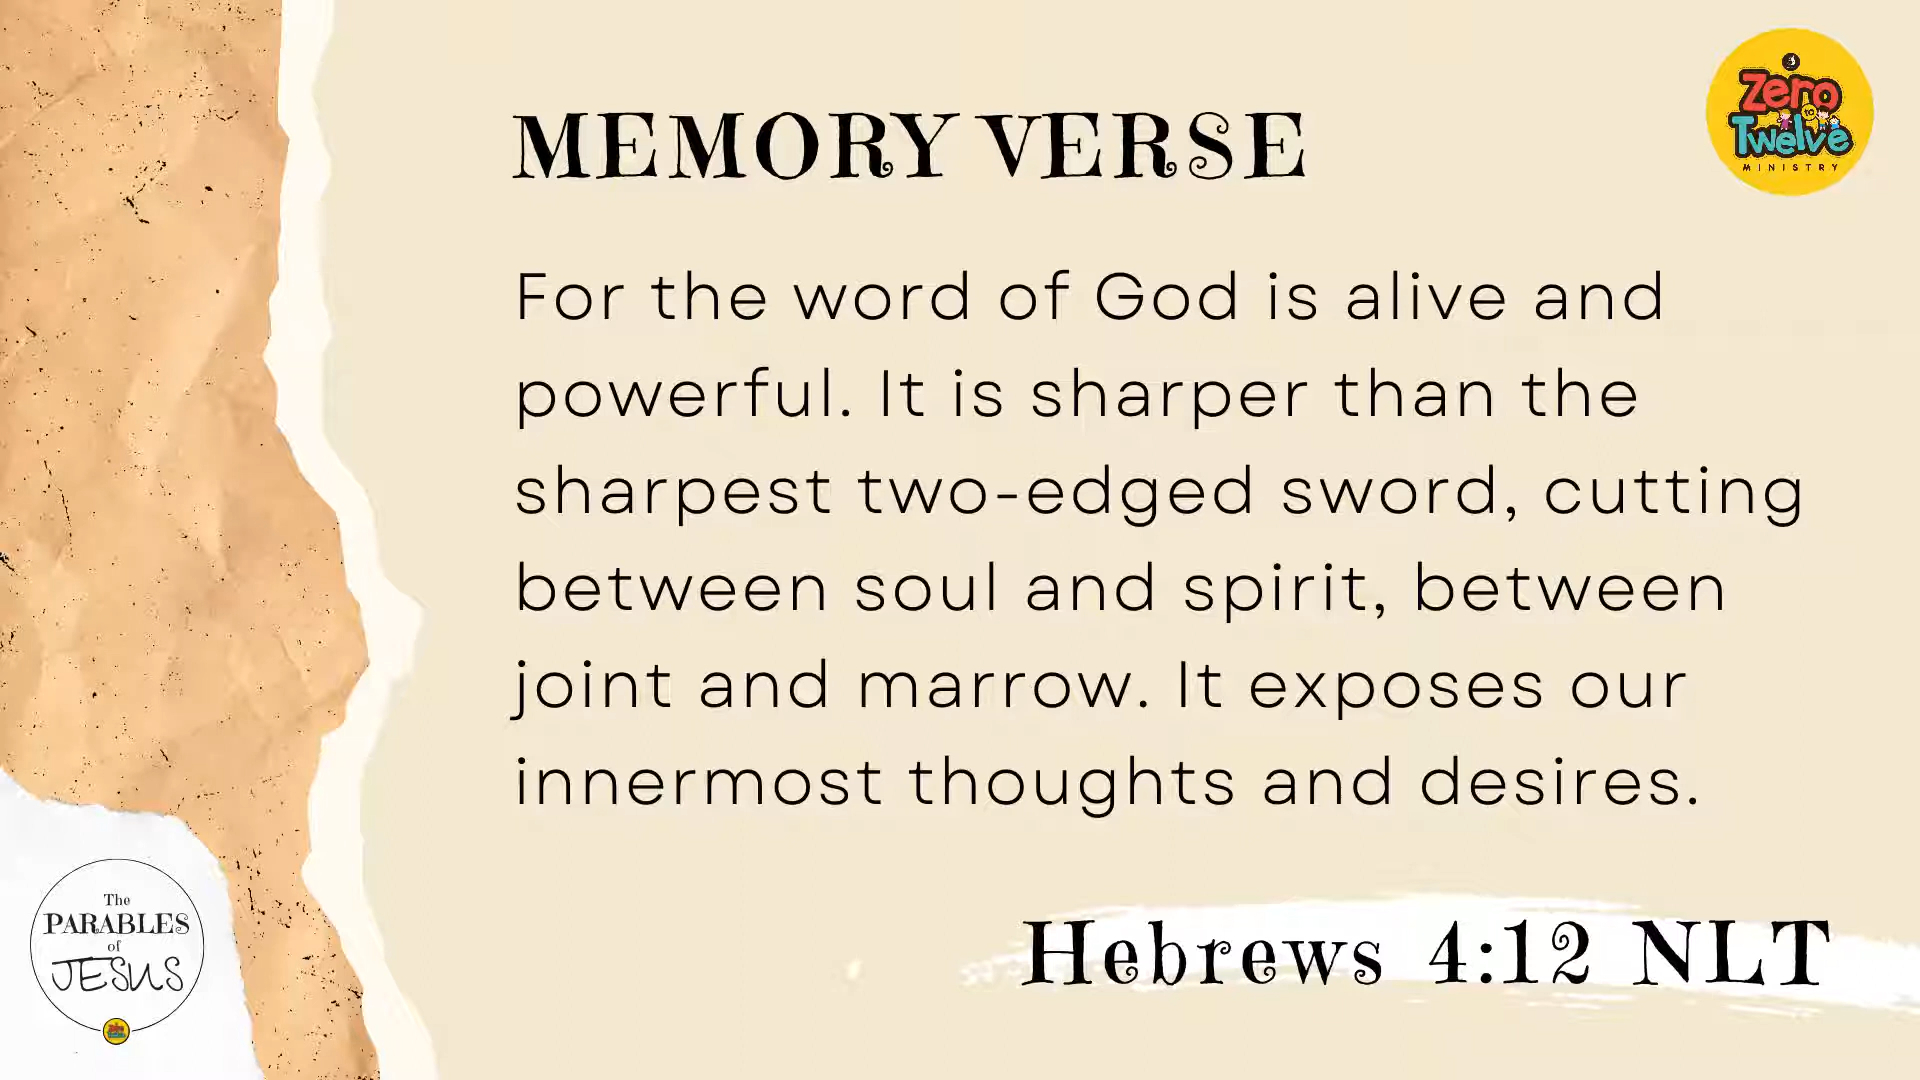 MEMORY VERSE
Zero
to
Twelve
MINISTRY
For the word of God is alive and
powerful. It is sharper than the
sharpest two-edged sword, cutting
between soul and spirit, between
joint and marrow. It exposes our
innermost thoughts and desires.
Hebrews 4:12 NLT
The
PARABLES
of
JESUS
Zero
Twelve